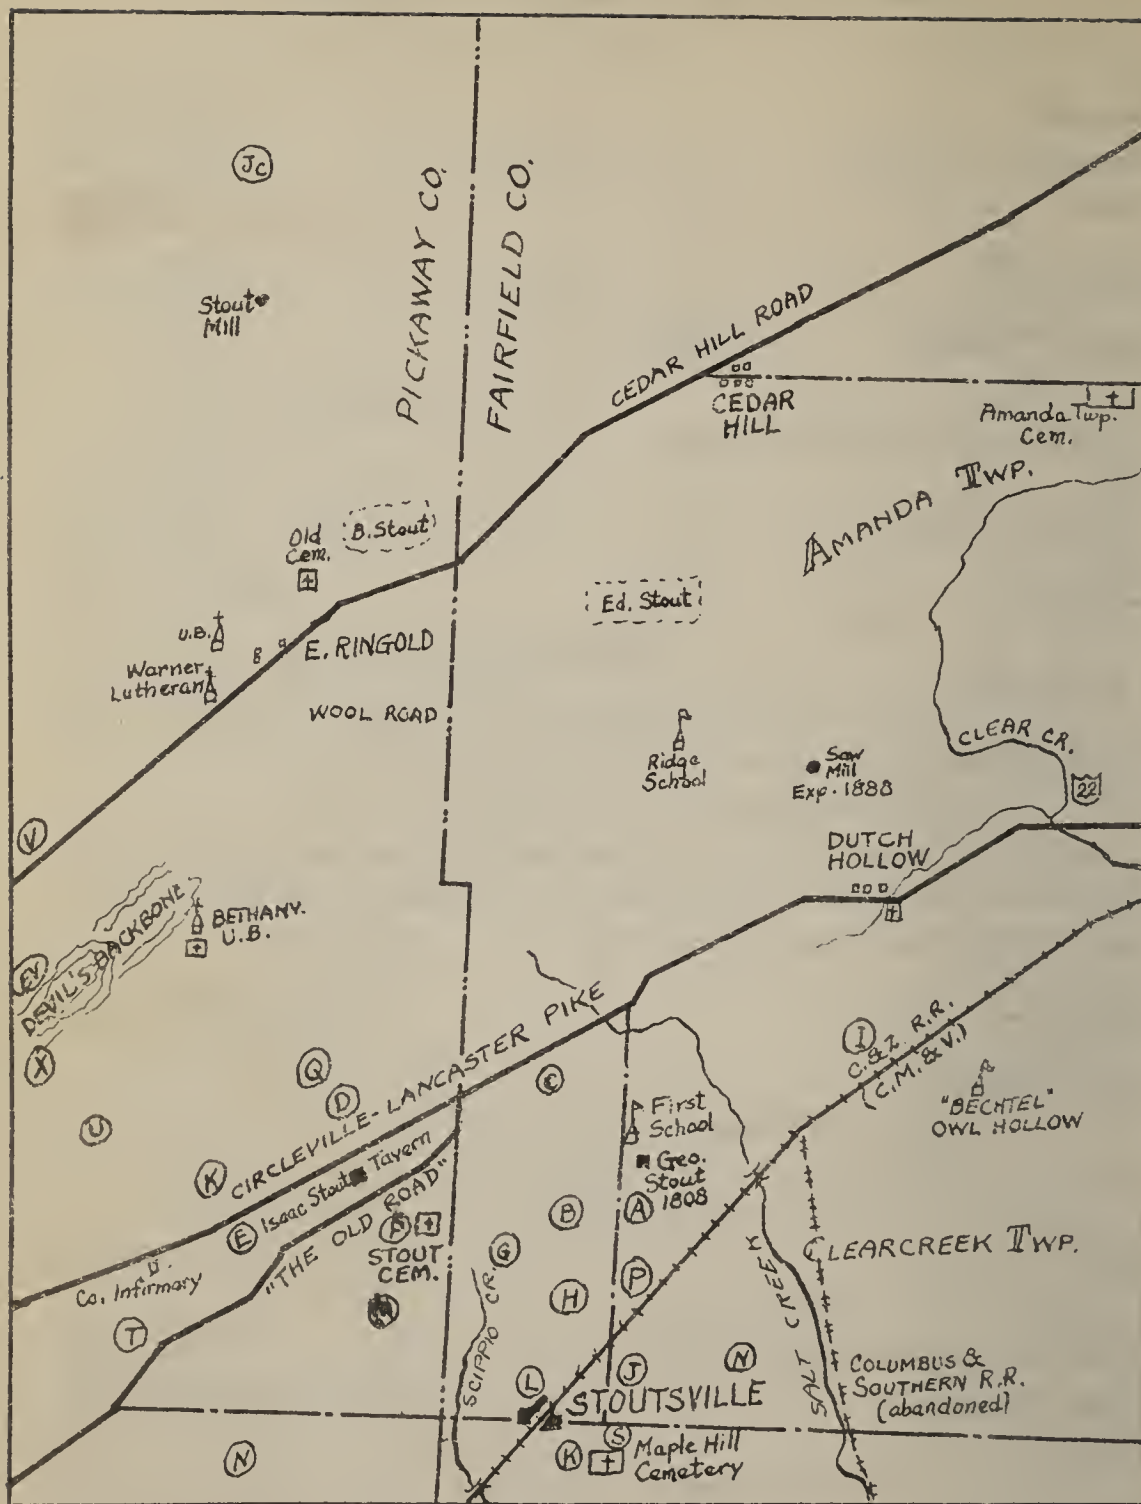 JC
PICKAWAY CO.
FAIRFIELD CO.
Stout
Mill
CEDAR HILL ROAD
CEDAR
HILL
Amanda Twp.
Cem.
AMANDA TWP.
Old
Cem.
B. Stout
Ed. Stout
U.B.
Warner
Lutheran
E. RINGOLD
WOOL ROAD
Ridge
School
Saw
Mill
Exp. 1888
CLEAR CR.
22
DUTCH
HOLLOW
V
DEVIL'S BACKBONE
BETHANY
U.B.
EV
X
U
Q
D
K
CIRCLEVILLE-LANCASTER PIKE
C
I
C. & Z. R.R.
(C. M. & V.)
"BECHTEL"
OWL HOLLOW
First
School
Geo.
Stout
1808
E
Isaac Stout Tavern
"THE OLD ROAD"
F
STOUT
CEM.
Co. Infirmary
T
G
B
A
H
P
SCIPPIO CR.
SALT CREEK
CLEARCREEK TWP.
COLUMBUS &
SOUTHERN R.R.
(abandoned)
L
J
N
STOUTSVILLE
N
K
S
Maple Hill
Cemetery